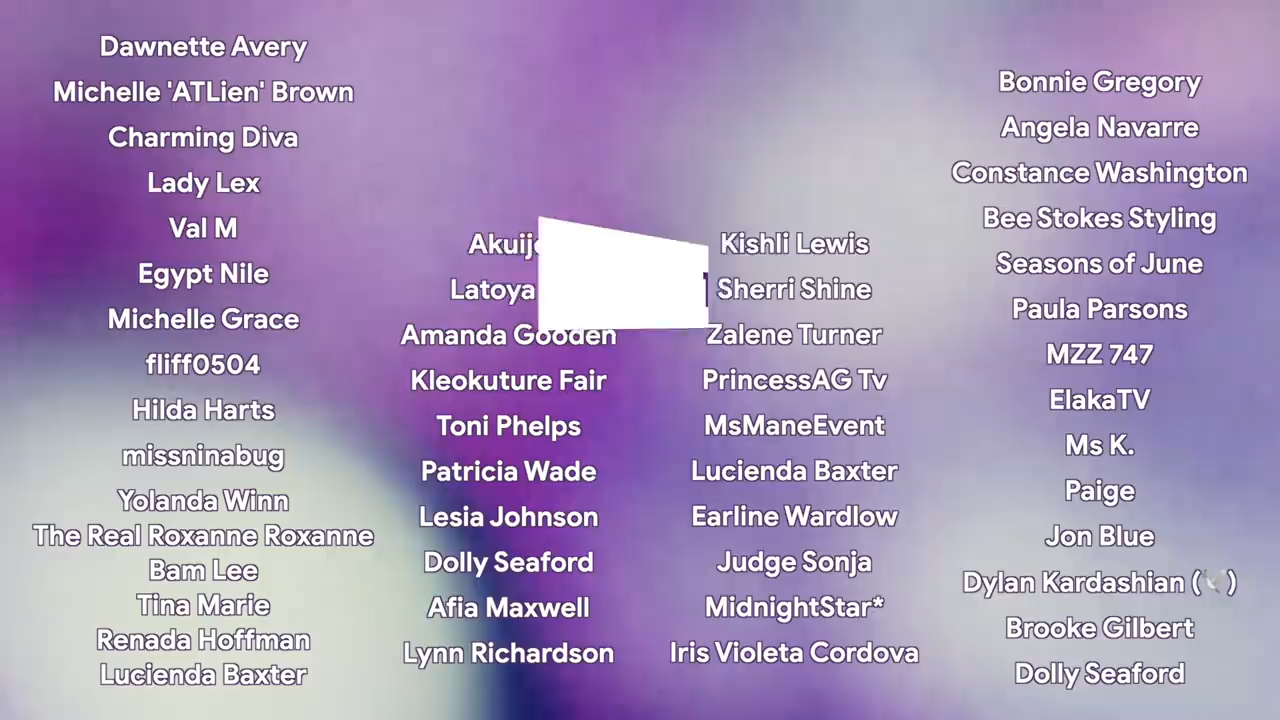 Dawnette Avery
Michelle 'ATLien' Brown
Charming Diva
Lady Lex
Val M
Egypt Nile
Michelle Grace
fliff0504
Hilda Harts
missninabug
Yolanda Winn
The Real Roxanne Roxanne
Bam Lee
Tina Marie
Renada Hoffman
Lucienda Baxter
Latoya
Amanda Gooden
Kleokuture Fair
Toni Phelps
Patricia Wade
Lesia Johnson
Dolly Seaford
Afia Maxwell
Lynn Richardson
Kishli Lewis
Sherri Shine
Zalene Turner
PrincessAG Tv
MsManeEvent
Lucienda Baxter
Earline Wardlow
Judge Sonja
MidnightStar*
Iris Violeta Cordova
Bonnie Gregory
Angela Navarre
Constance Washington
Bee Stokes Styling
Seasons of June
Paula Parsons
MZZ 747
ElakaTV
Ms K.
Paige
Jon Blue
Dylan Kardashian (🕊️)
Brooke Gilbert
Dolly Seaford